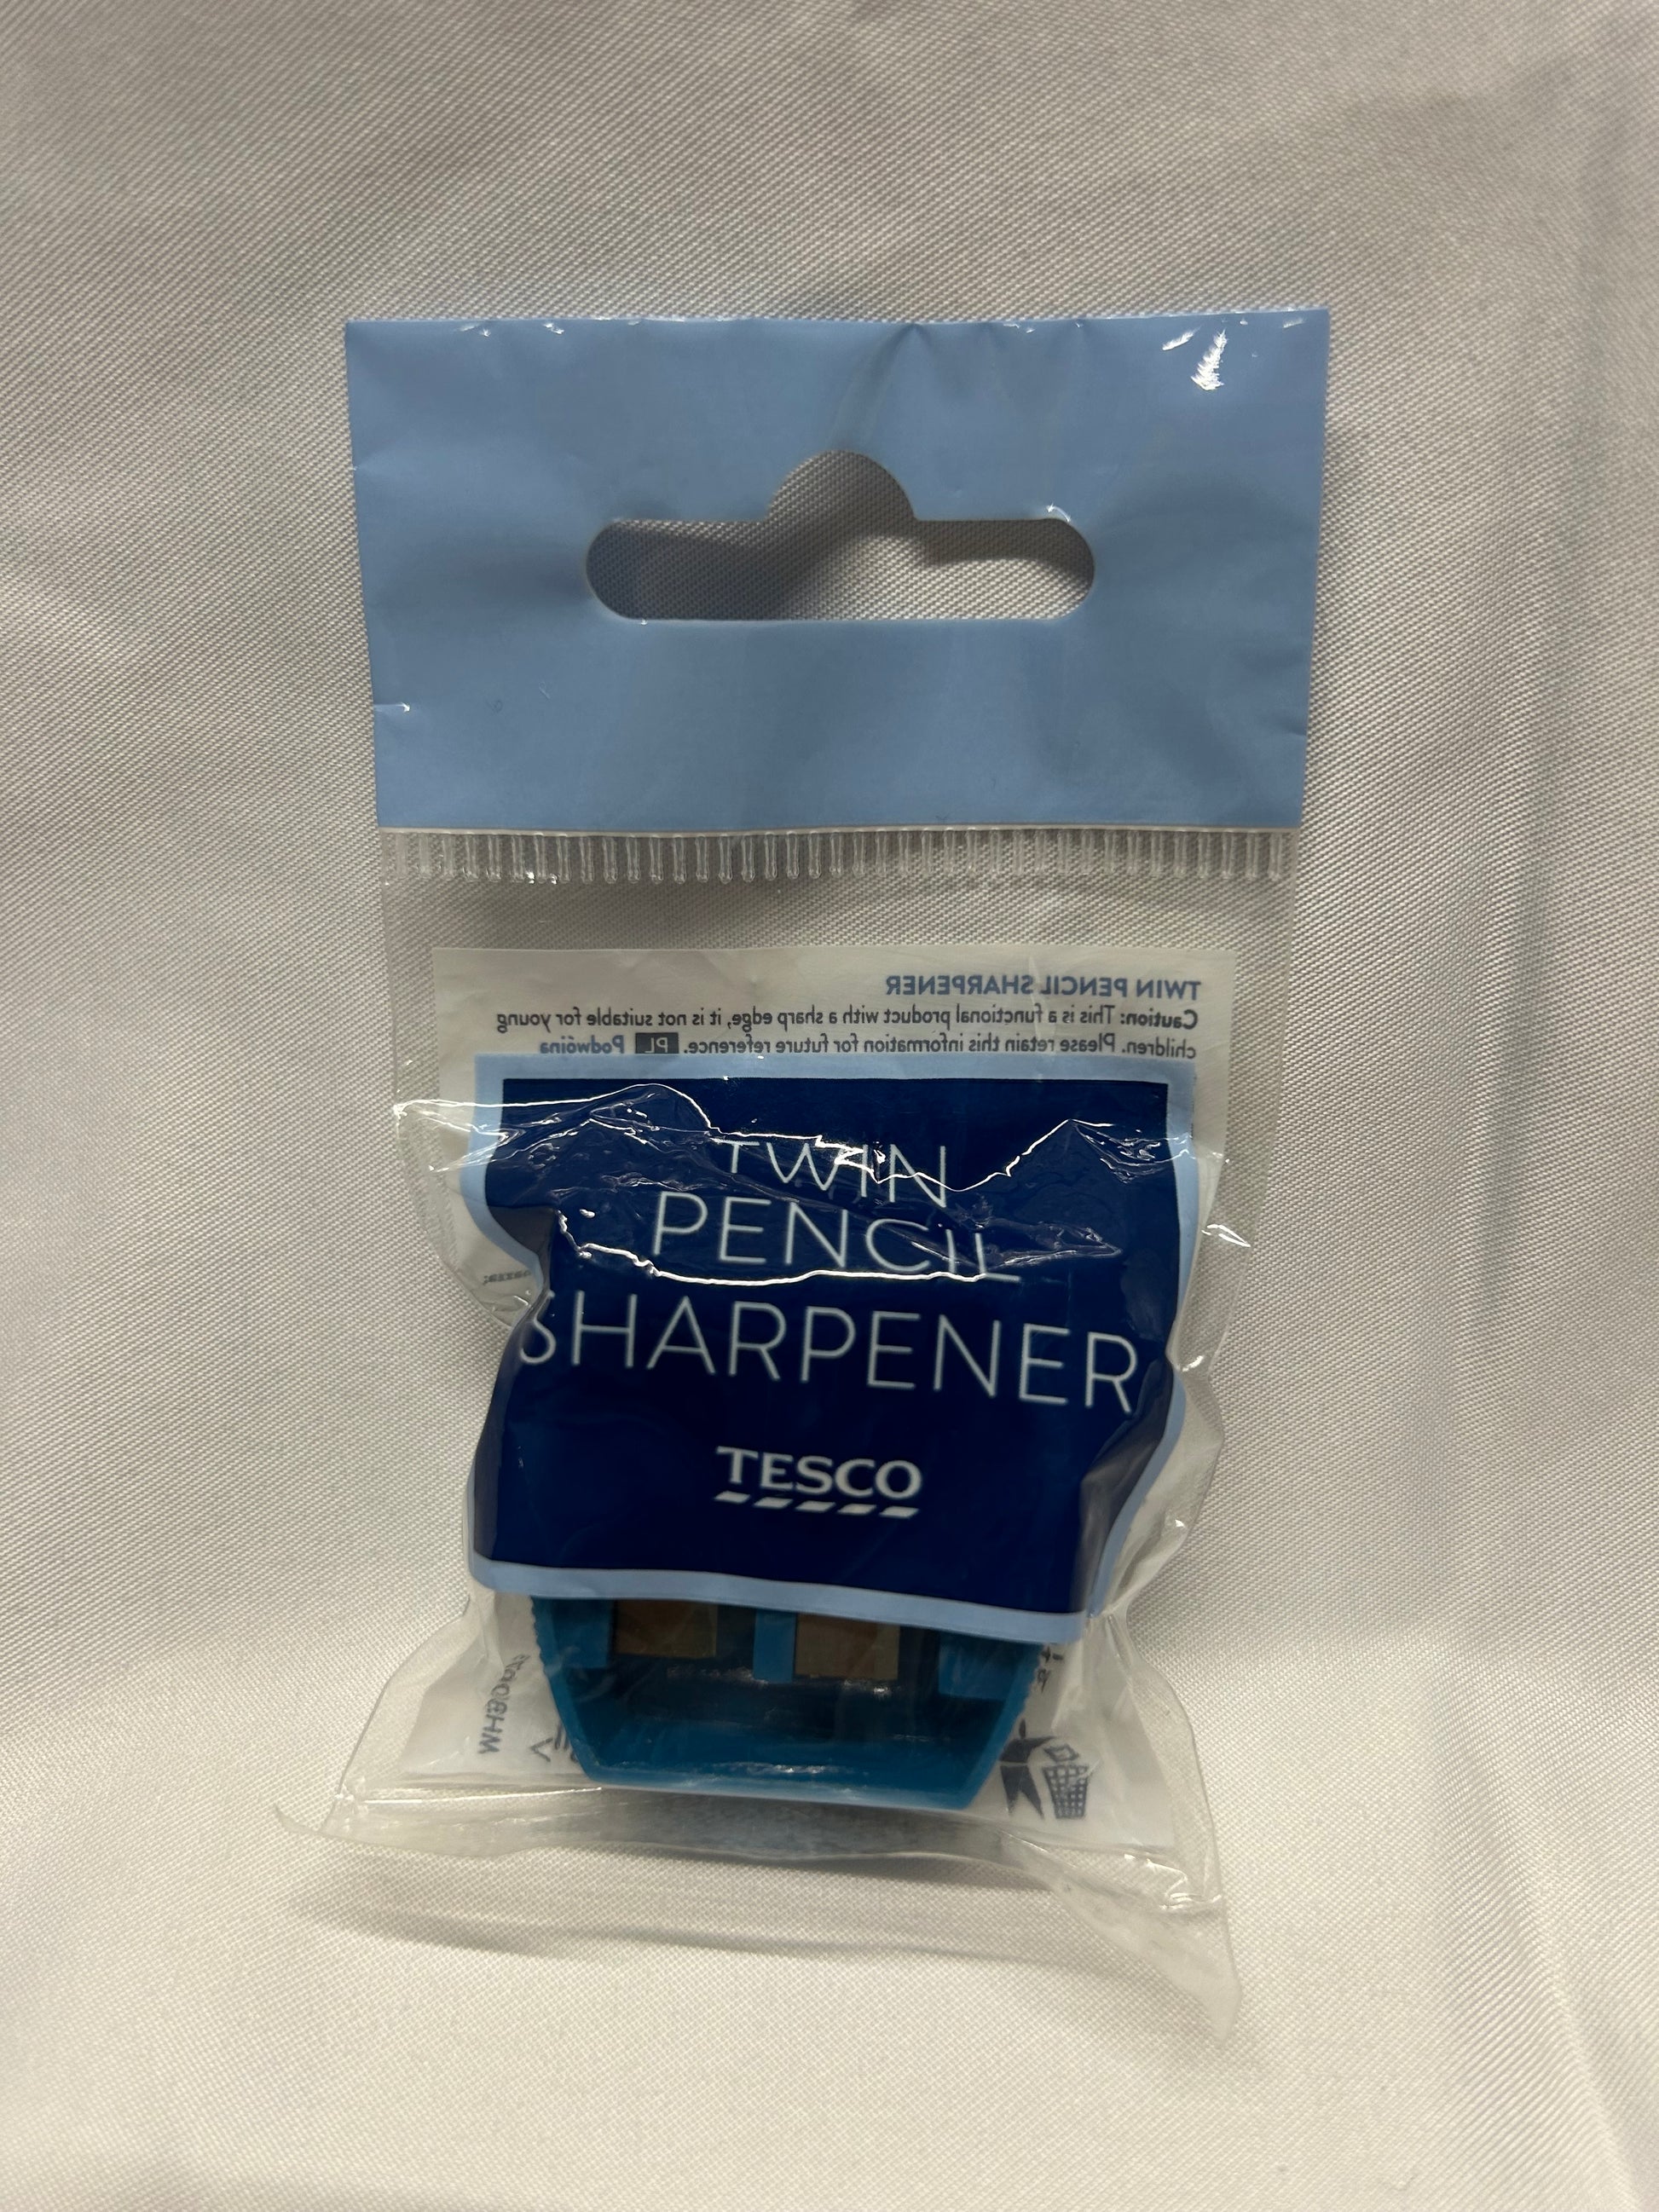 TWIN PENCIL SHARPENER
Caution: This is a functional product with a sharp edge, it is not suitable for young
children. Please retain this information for future reference. PL Podwójna
TWIN
PENCIL
SHARPENER
TESCO